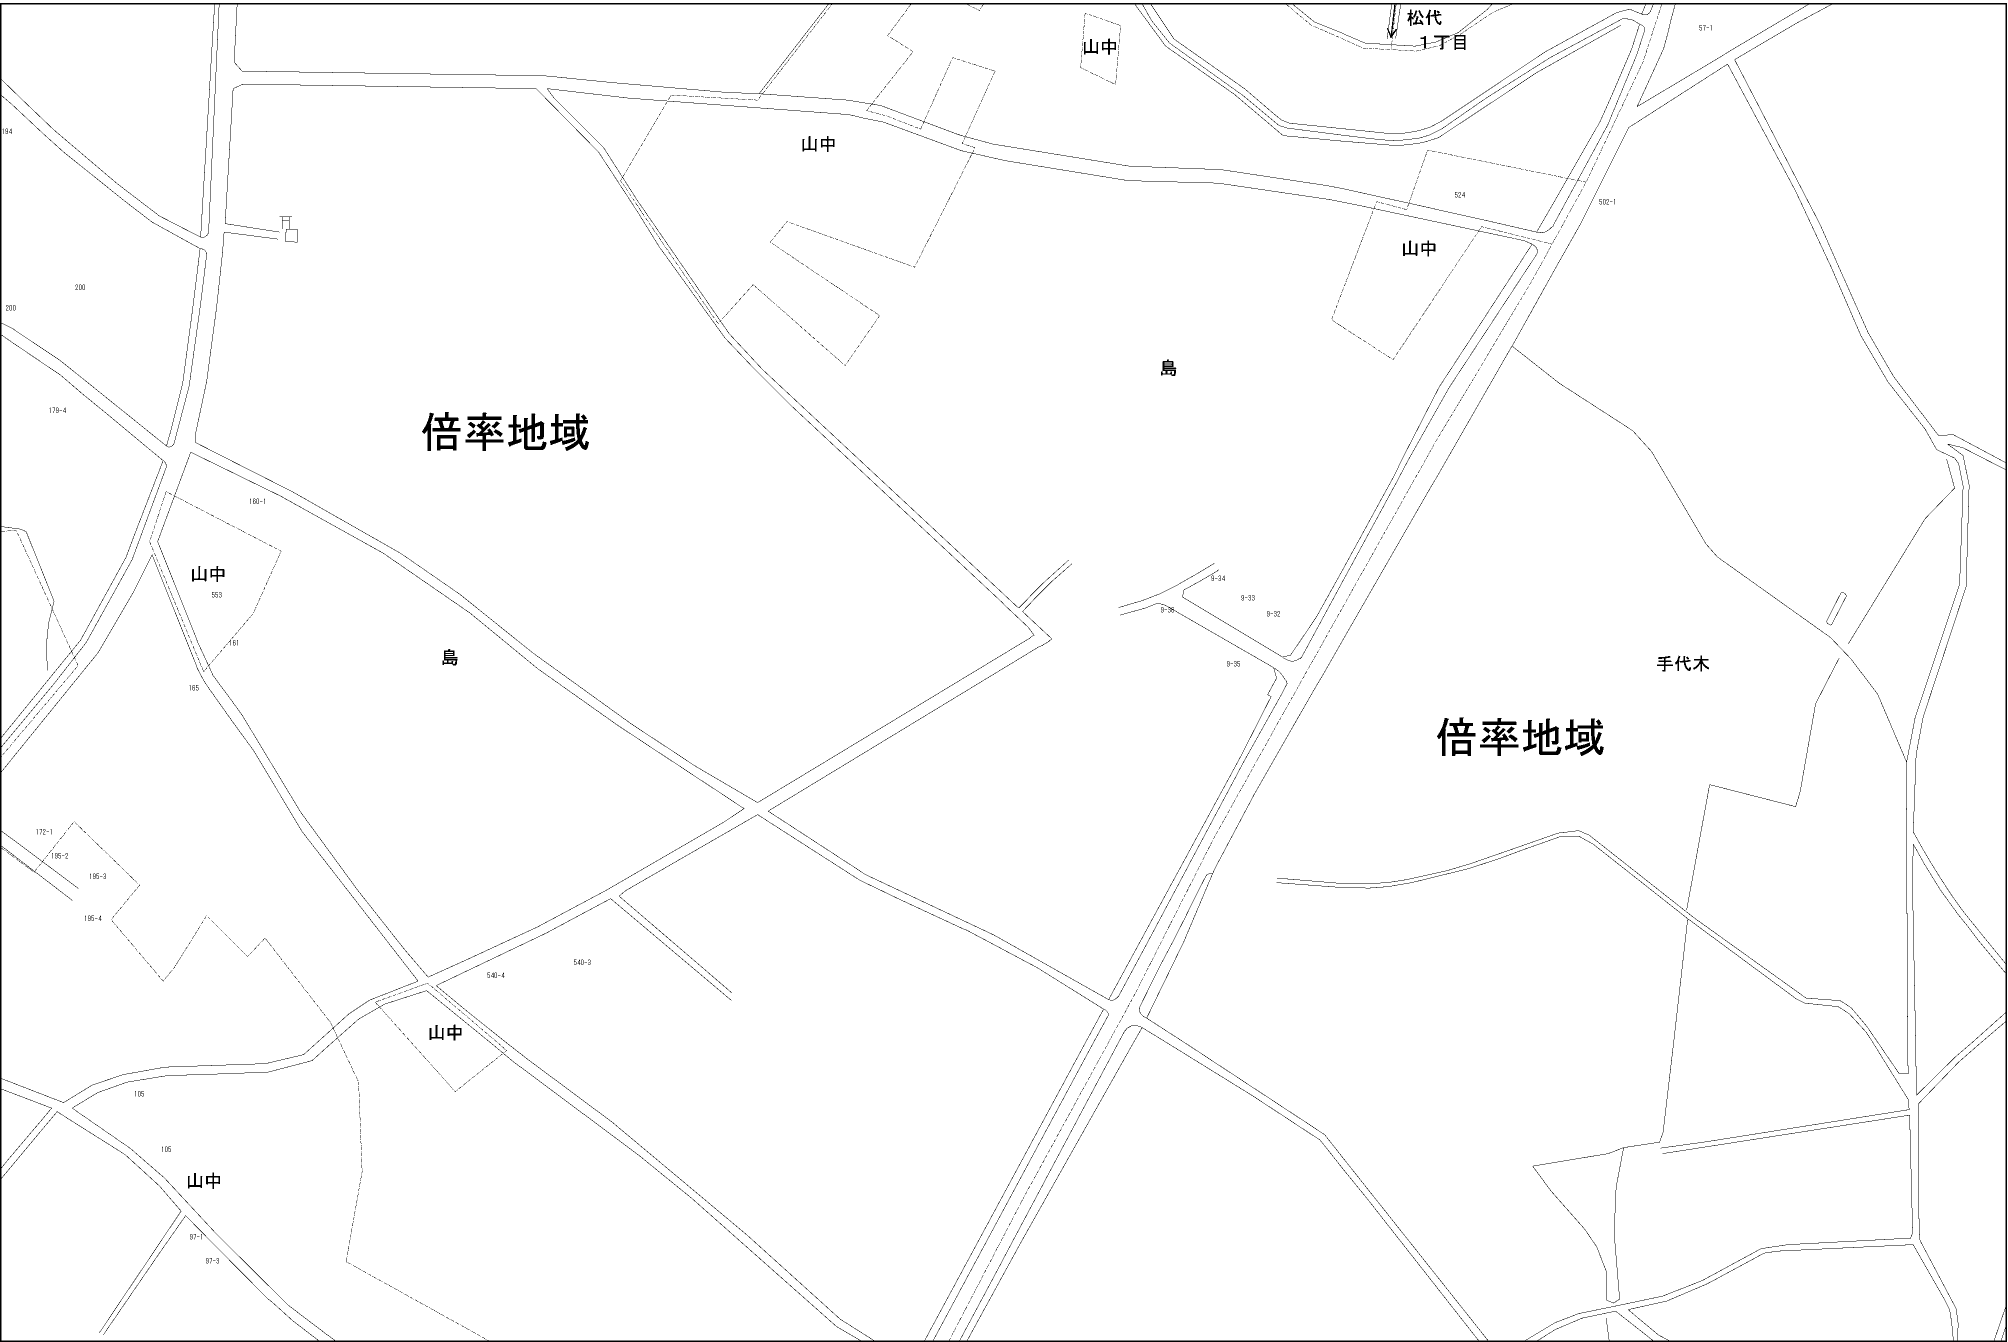 松代
1丁目
57-1
山中
194
山中
524
502-1
山中
200
200
島
179-4
倍率地域
160-1
山中
553
9-34
9-33
9-32
9-36
161
島
9-35
手代木
165
倍率地域
172-1
195-2
195-3
195-4
540-3
540-4
山中
105
105
山中
97-1
97-3